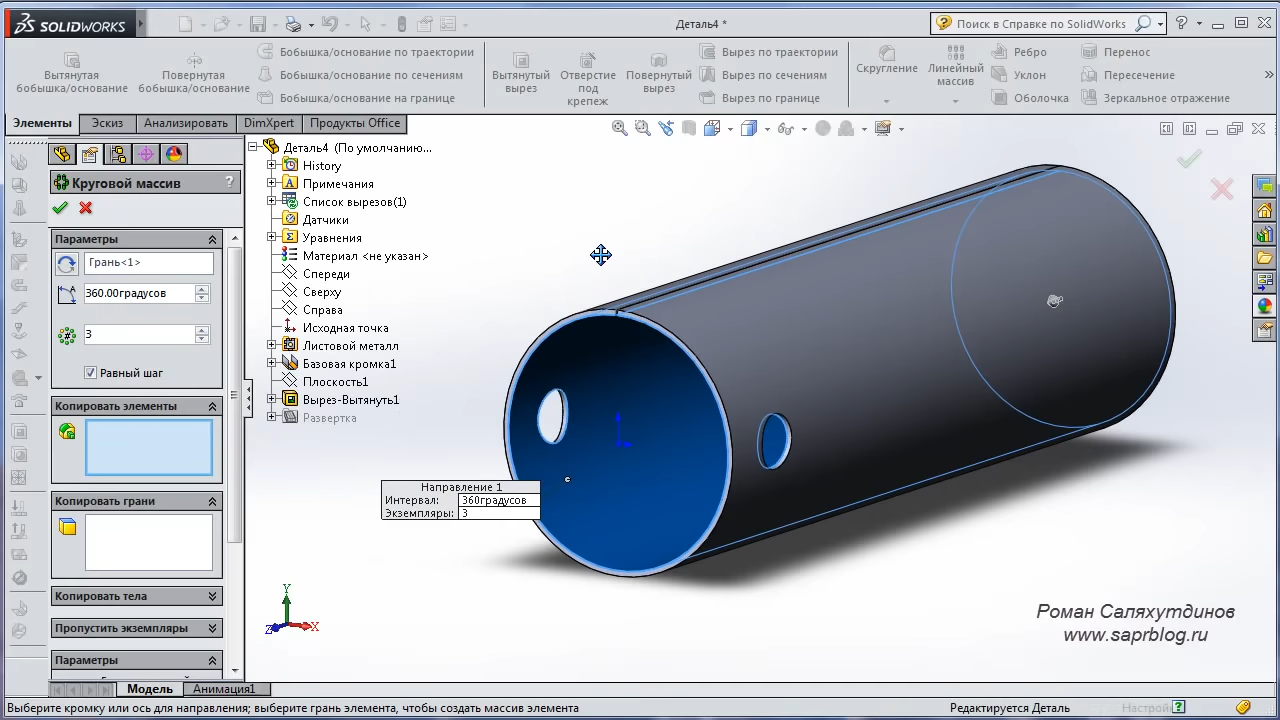 SOLIDWORKS
Деталь4 *
Поиск в Справке по SolidWorks
Вытянутая бобышка/основание
Повернутая бобышка/основание
Бобышка/основание по траектории
Бобышка/основание по сечениям
Бобышка/основание на границе
Вытянутый вырез
Отверстие под крепеж
Повернутый вырез
Вырез по траектории
Вырез по сечениям
Вырез по границе
Скругление
Линейный массив
Ребро
Уклон
Оболочка
Перенос
Пересечение
Зеркальное отражение
Элементы
Эскиз
Анализировать
DimXpert
Продукты Office
Круговой массив
?
Параметры
Грань<1>
360.00градусов
3
Равный шаг
Копировать элементы
Копировать грани
Копировать тела
Пропустить экземпляры
Параметры
Деталь4 (По умолчанию...
History
Примечания
Список вырезов(1)
Датчики
Уравнения
Материал <не указан>
Спереди
Сверху
Справа
Исходная точка
Листовой металл
Базовая кромка1
Плоскость1
Вырез-Вытянуть1
Развертка
Направление 1
Интервал: 360градусов
Экземпляры: 3
Y
X
Z
Роман Саляхутдинов
www.saprblog.ru
Модель
Анимация1
Выберите кромку или ось для направления; выберите грань элемента, чтобы создать массив элемента
Редактируется Деталь